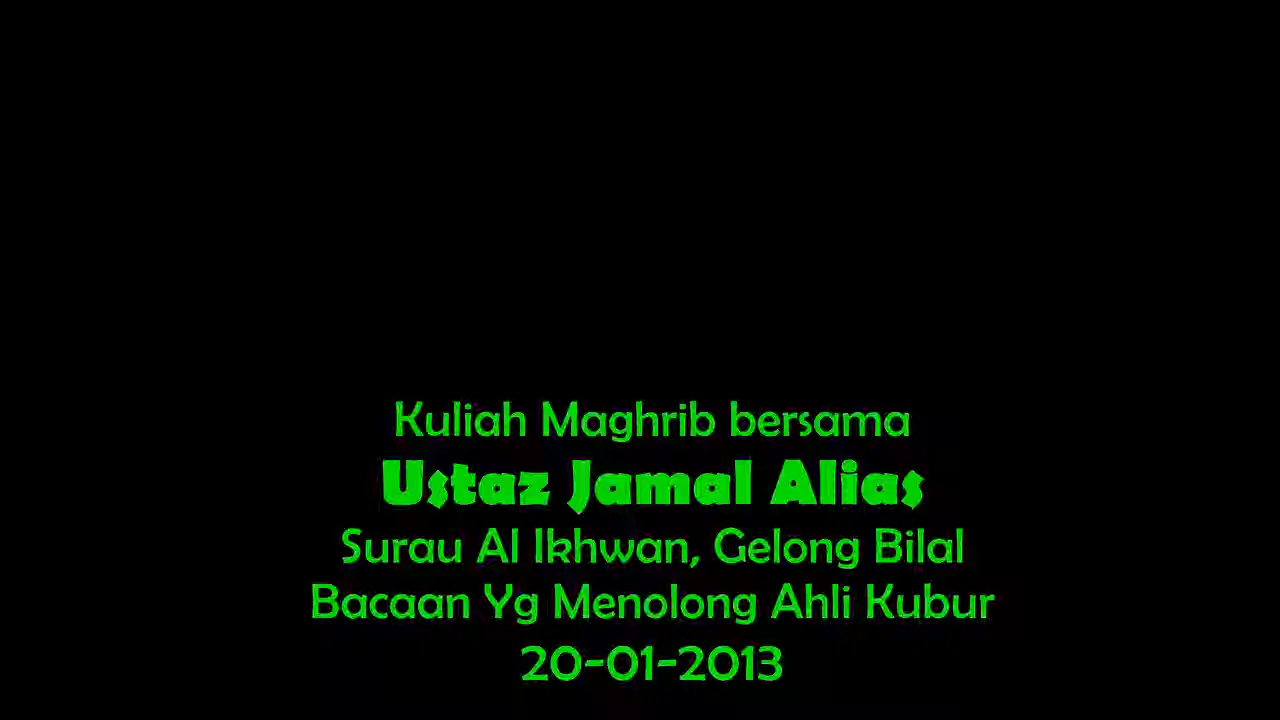 Kuliah Maghrib bersama
Ustaz Jamal Alias
Surau Al Ikhwan, Gelong Bilal
Bacaan Yg Menolong Ahli Kubur
20-01-2013